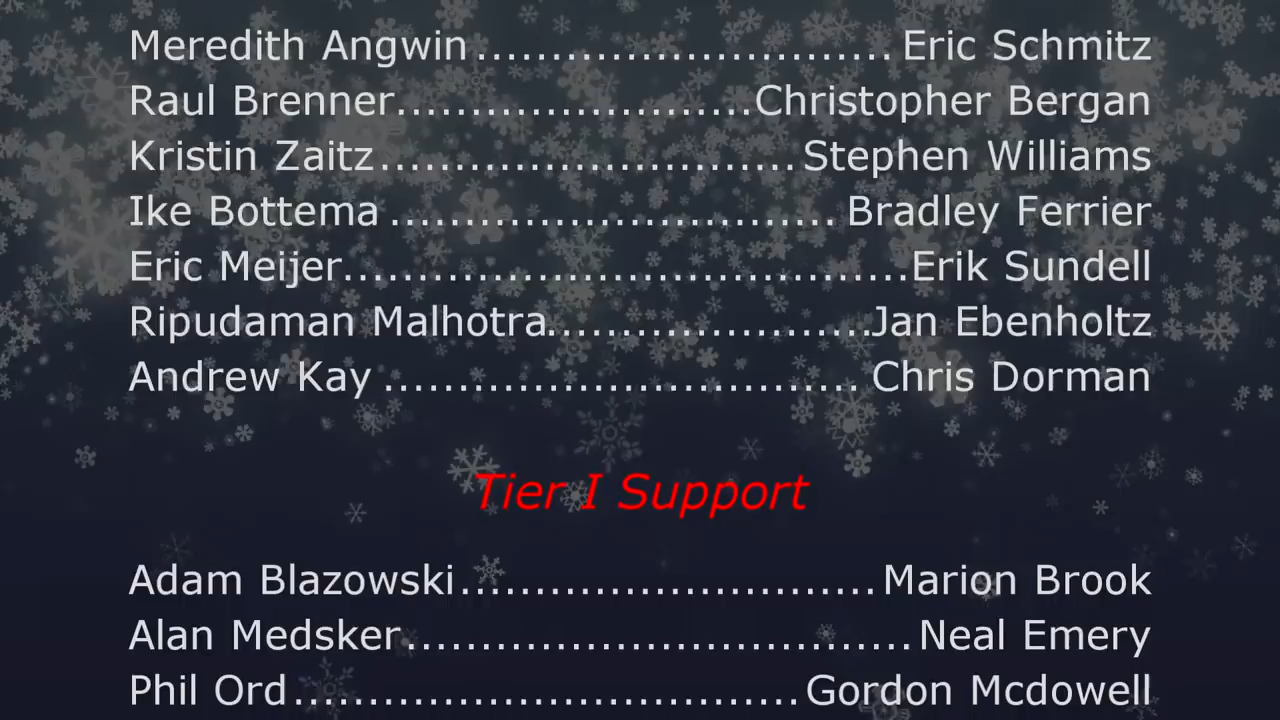 Meredith Angwin ............................ Eric Schmitz
Raul Brenner........................Christopher Bergan
Kristin Zaitz............................ Stephen Williams
Ike Bottema .............................. Bradley Ferrier
Eric Meijer......................................Erik Sundell
Ripudaman Malhotra......................Jan Ebenholtz
Andrew Kay ................................ Chris Dorman
Tier I Support
Adam Blazowski............................ Marion Brook
Alan Medsker.................................. Neal Emery
Phil Ord.................................. Gordon Mcdowell